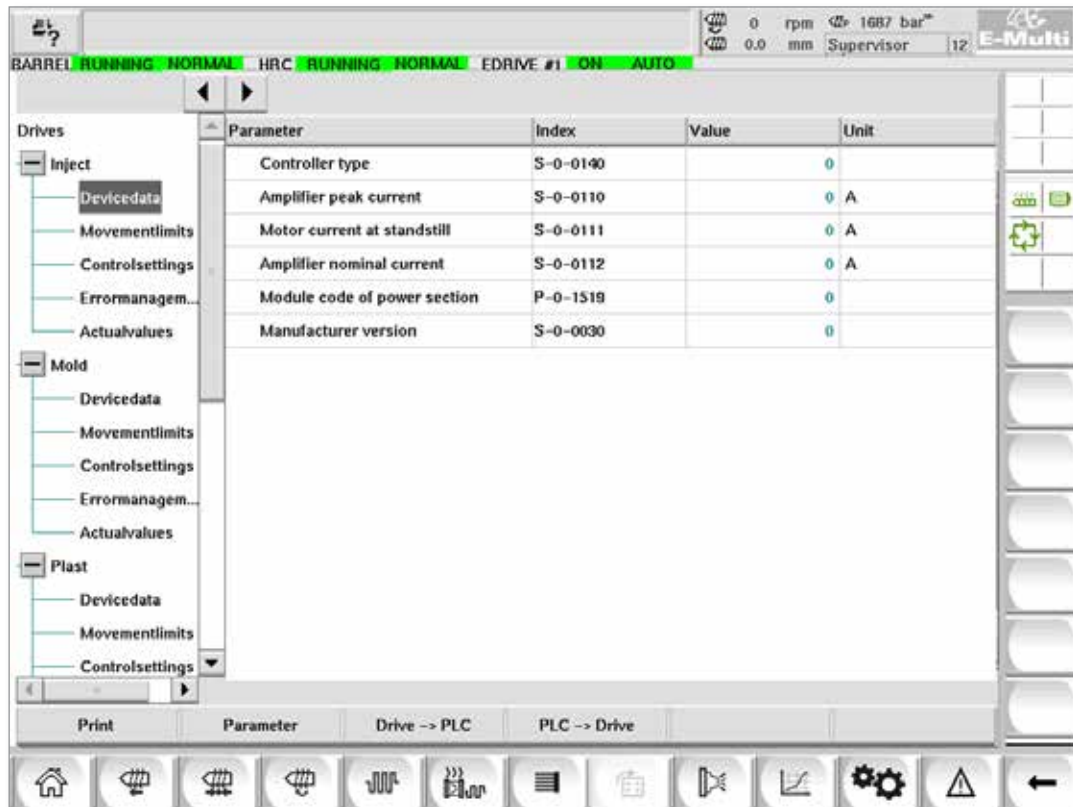 0 rpm 1687 bar
E-Multi
0.0 mm Supervisor 12
BARREL RUNNING NORMAL HRC RUNNING NORMAL EDRIVE #1 ON AUTO
Drives
Parameter Index Value Unit
Inject
Controller type S-0-0140 0
Devicedata
Amplifier peak current S-0-0110 0 A
Movementlimits
Motor current at standstill S-0-0111 0 A
Controlsettings
Amplifier nominal current S-0-0112 0 A
Errormanagem...
Module code of power section P-0-1519 0
Actualvalues
Manufacturer version S-0-0030 0
Mold
Devicedata
Movementlimits
Controlsettings
Errormanagem...
Actualvalues
Plast
Devicedata
Movementlimits
Controlsettings
Print Parameter Drive -> PLC PLC -> Drive